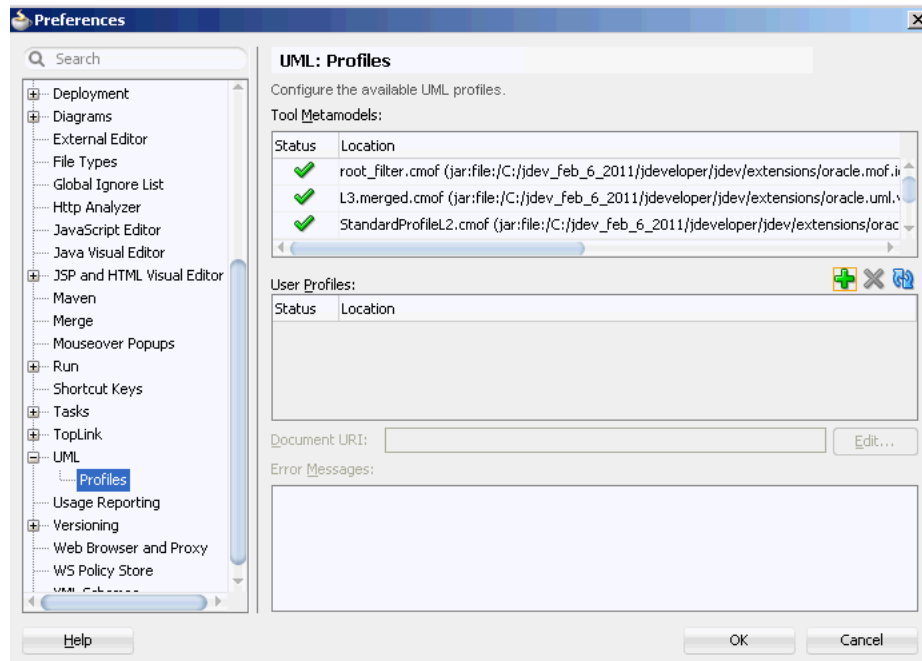 Preferences
Search
Deployment
Diagrams
External Editor
File Types
Global Ignore List
Http Analyzer
JavaScript Editor
Java Visual Editor
JSP and HTML Visual Editor
Maven
Merge
Mouseover Popups
Run
Shortcut Keys
Tasks
TopLink
UML
Profiles
Usage Reporting
Versioning
Web Browser and Proxy
WS Policy Store
UML: Profiles
Configure the available UML profiles.
Tool Metamodels:
Status Location
root_filter.cmof (jar:file:/C:/jdev_feb_6_2011/jdeveloper/jdev/extensions/oracle.mof.i
L3.merged.cmof (jar:file:/C:/jdev_feb_6_2011/jdeveloper/jdev/extensions/oracle.uml.
StandardProfileL2.cmof (jar:file:/C:/jdev_feb_6_2011/jdeveloper/jdev/extensions/orac
User Profiles:
Status Location
Document URI:
Edit...
Error Messages:
Help
OK
Cancel